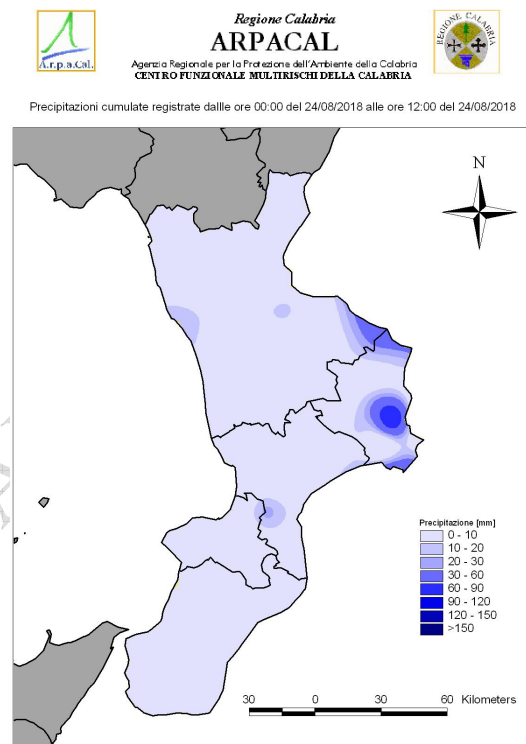 Regione Calabria
ARPACAL
Agenzia Regionale per la Protezione dell'Ambiente della Calabria
CENTRO FUNZIONALE MULTIRISCHI DELLA CALABRIA
A.r.p.a.Cal.
REGIONE CALABRIA
Precipitazioni cumulate registrate dallle ore 00:00 del 24/08/2018 alle ore 12:00 del 24/08/2018
N
Precipitazione [mm]
0 - 10
10 - 20
20 - 30
30 - 60
60 - 90
90 - 120
120 - 150
>150
30 0 30 60 Kilometers